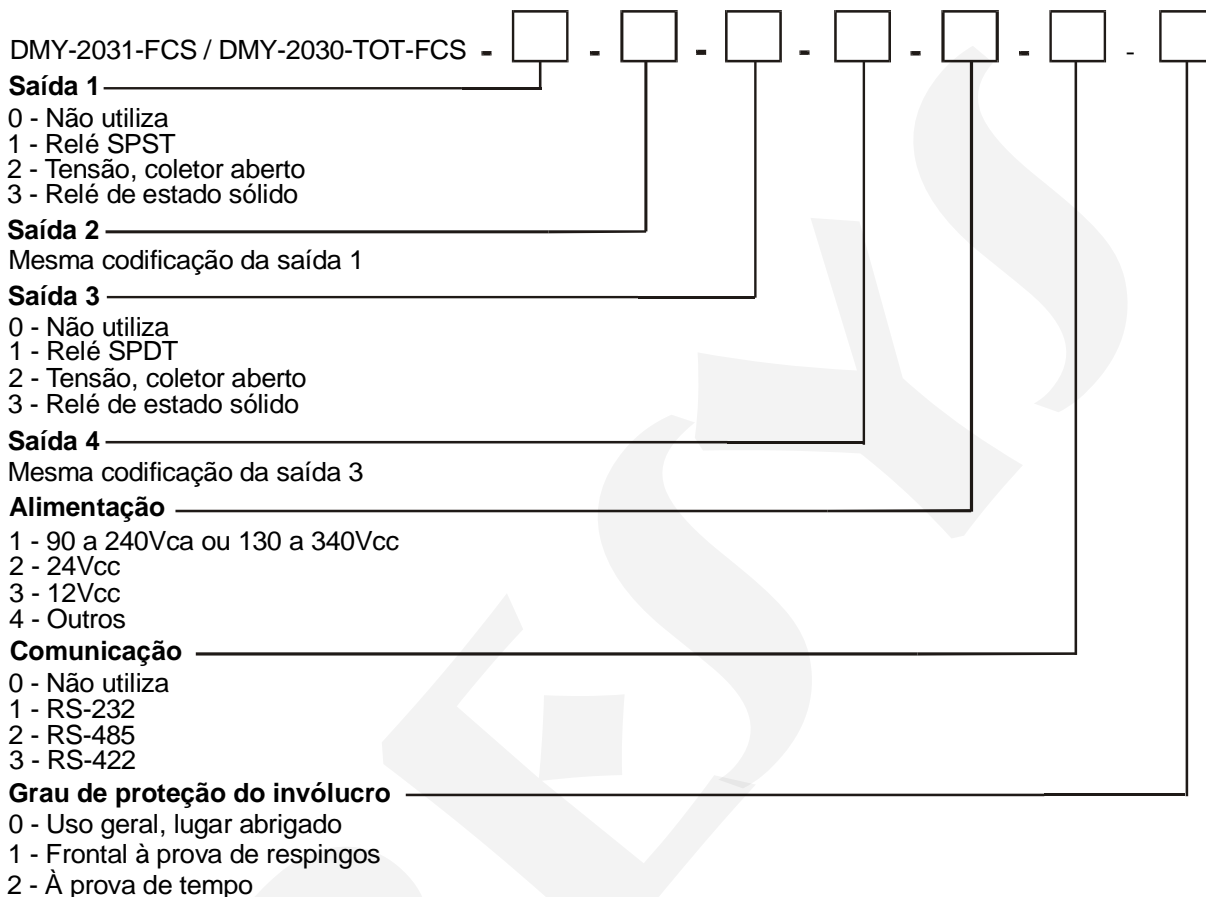 DMY-2031-FCS / DMY-2030-TOT-FCS - - - - - - -
Saída 1
0 - Não utiliza
1 - Relé SPST
2 - Tensão, coletor aberto
3 - Relé de estado sólido
Saída 2
Mesma codificação da saída 1
Saída 3
0 - Não utiliza
1 - Relé SPDT
2 - Tensão, coletor aberto
3 - Relé de estado sólido
Saída 4
Mesma codificação da saída 3
Alimentação
1 - 90 a 240Vca ou 130 a 340Vcc
2 - 24Vcc
3 - 12Vcc
4 - Outros
Comunicação
0 - Não utiliza
1 - RS-232
2 - RS-485
3 - RS-422
Grau de proteção do invólucro
0 - Uso geral, lugar abrigado
1 - Frontal à prova de respingos
2 - À prova de tempo